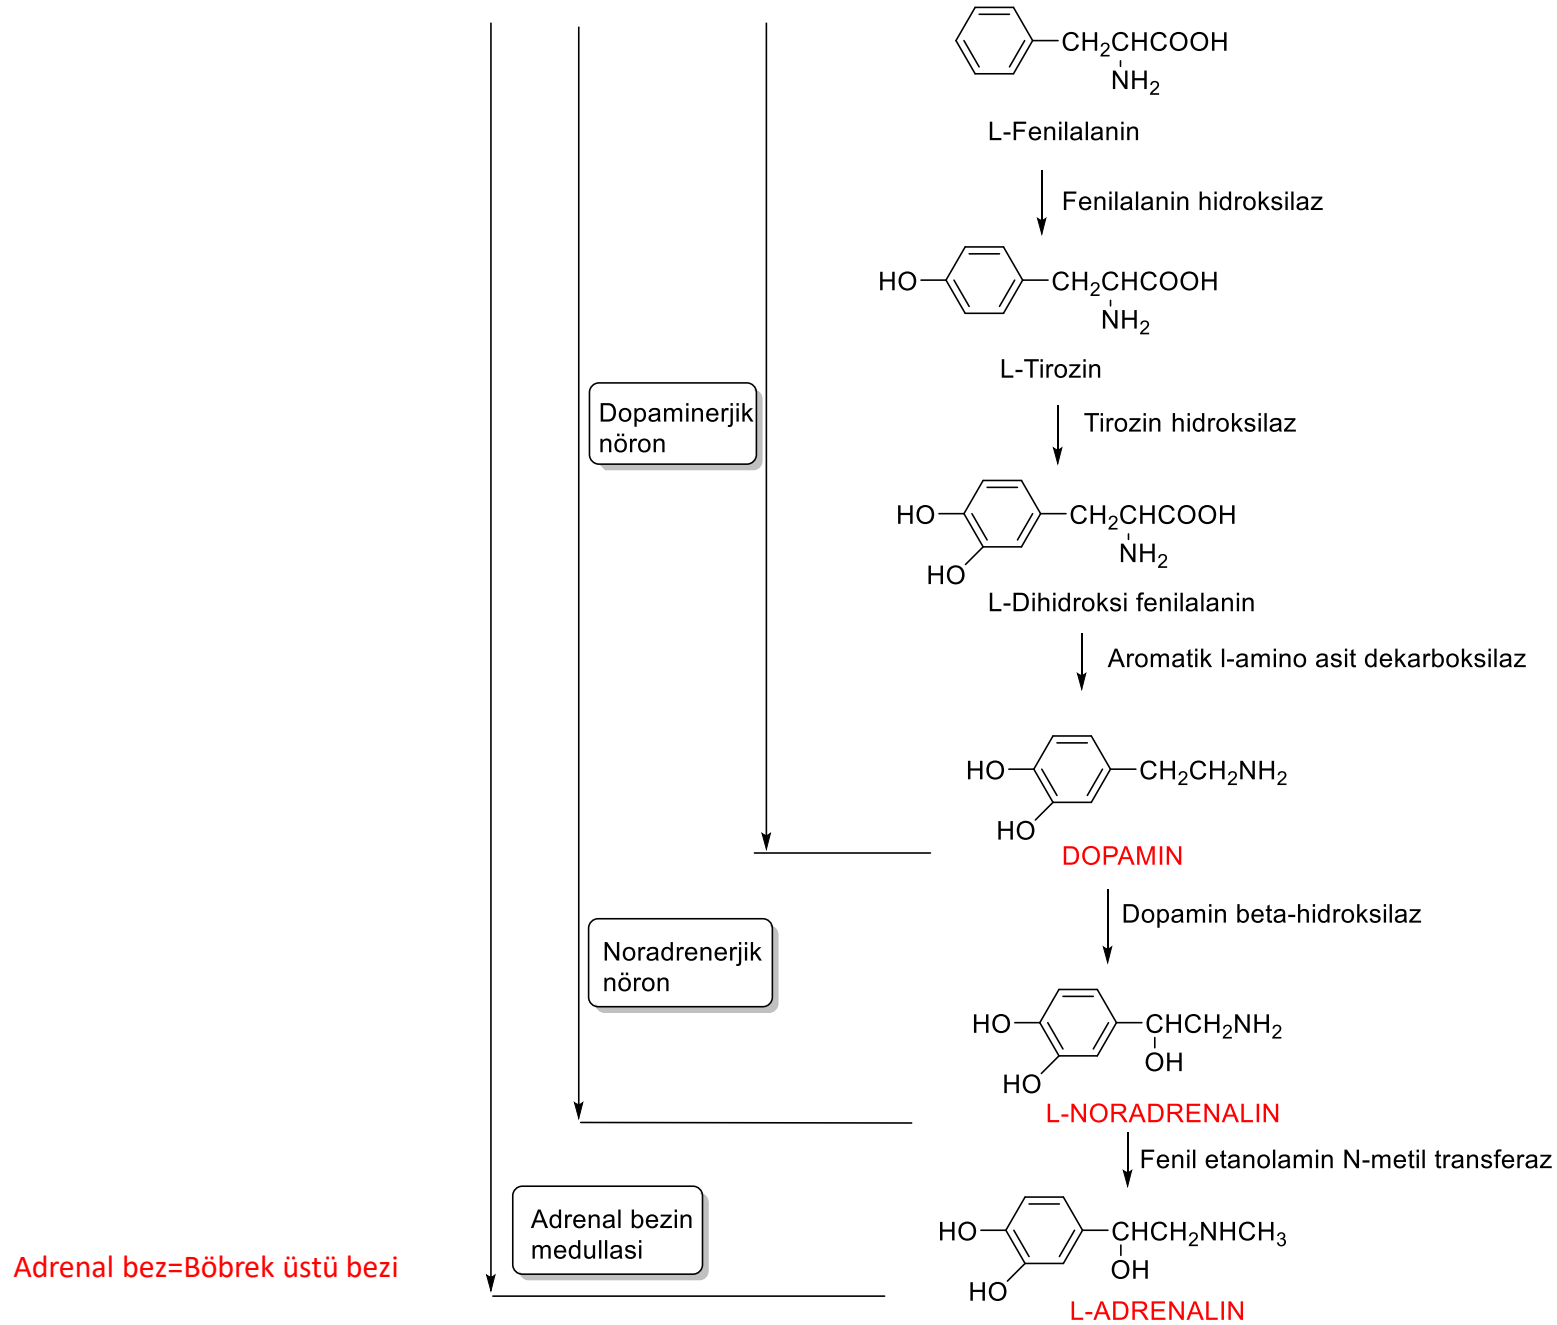 CH2CHCOOH
NH2
L-Fenilalanin
Fenilalanin hidroksilaz
HO
CH2CHCOOH
NH2
L-Tirozin
Dopaminerjik
nöron
Tirozin hidroksilaz
HO
CH2CHCOOH
NH2
HO
L-Dihidroksi fenilalanin
Aromatik l-amino asit dekarboksilaz
HO
CH2CH2NH2
HO
DOPAMIN
Dopamin beta-hidroksilaz
Noradrenerjik
nöron
HO
CHCH2NH2
OH
HO
L-NORADRENALIN
Fenil etanolamin N-metil transferaz
Adrenal bezin
medullasi
HO
CHCH2NHCH3
OH
HO
Adrenal bez=Böbrek üstü bezi
L-ADRENALIN